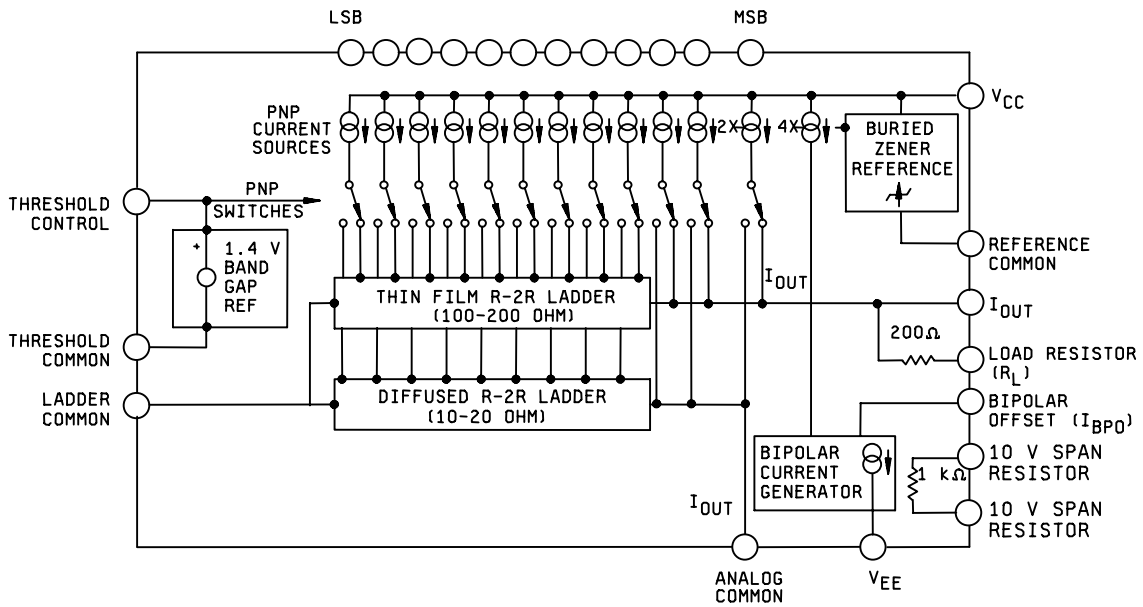 LSB
MSB
PNP
CURRENT
SOURCES
2X
4X
V_CC
BURIED
ZENER
REFERENCE
THRESHOLD
CONTROL
PNP
SWITCHES
+
1.4 V
BAND
GAP
REF
REFERENCE
COMMON
I_OUT
THIN FILM R-2R LADDER
(100-200 OHM)
I_OUT
200Ω
THRESHOLD
COMMON
LOAD RESISTOR
(R_L)
LADDER
COMMON
DIFFUSED R-2R LADDER
(10-20 OHM)
BIPOLAR
OFFSET (I_BPO)
BIPOLAR
CURRENT
GENERATOR
1 kΩ
10 V SPAN
RESISTOR
I_OUT
10 V SPAN
RESISTOR
ANALOG
COMMON
V_EE